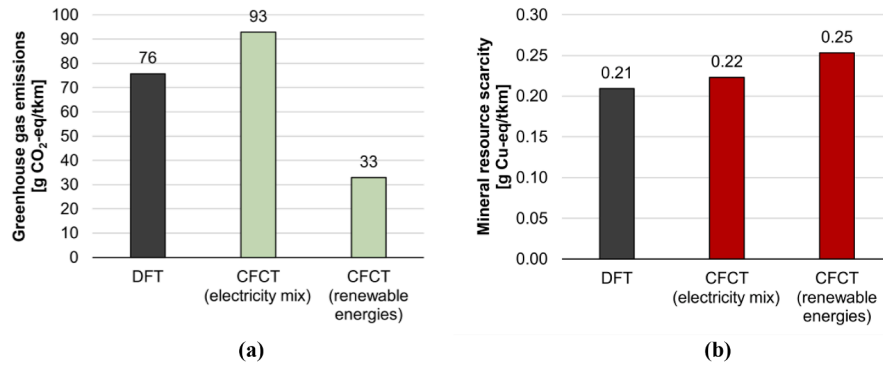 Greenhouse gas emissions
[g CO₂-eq/tkm]
100
90
80
70
60
50
40
30
20
10
0
76
93
33
DFT
CFCT
(electricity mix)
CFCT
(renewable
energies)
(a)
Mineral resource scarcity
[g Cu-eq/tkm]
0.30
0.25
0.20
0.15
0.10
0.05
0.00
0.21
0.22
0.25
DFT
CFCT
(electricity mix)
CFCT
(renewable
energies)
(b)